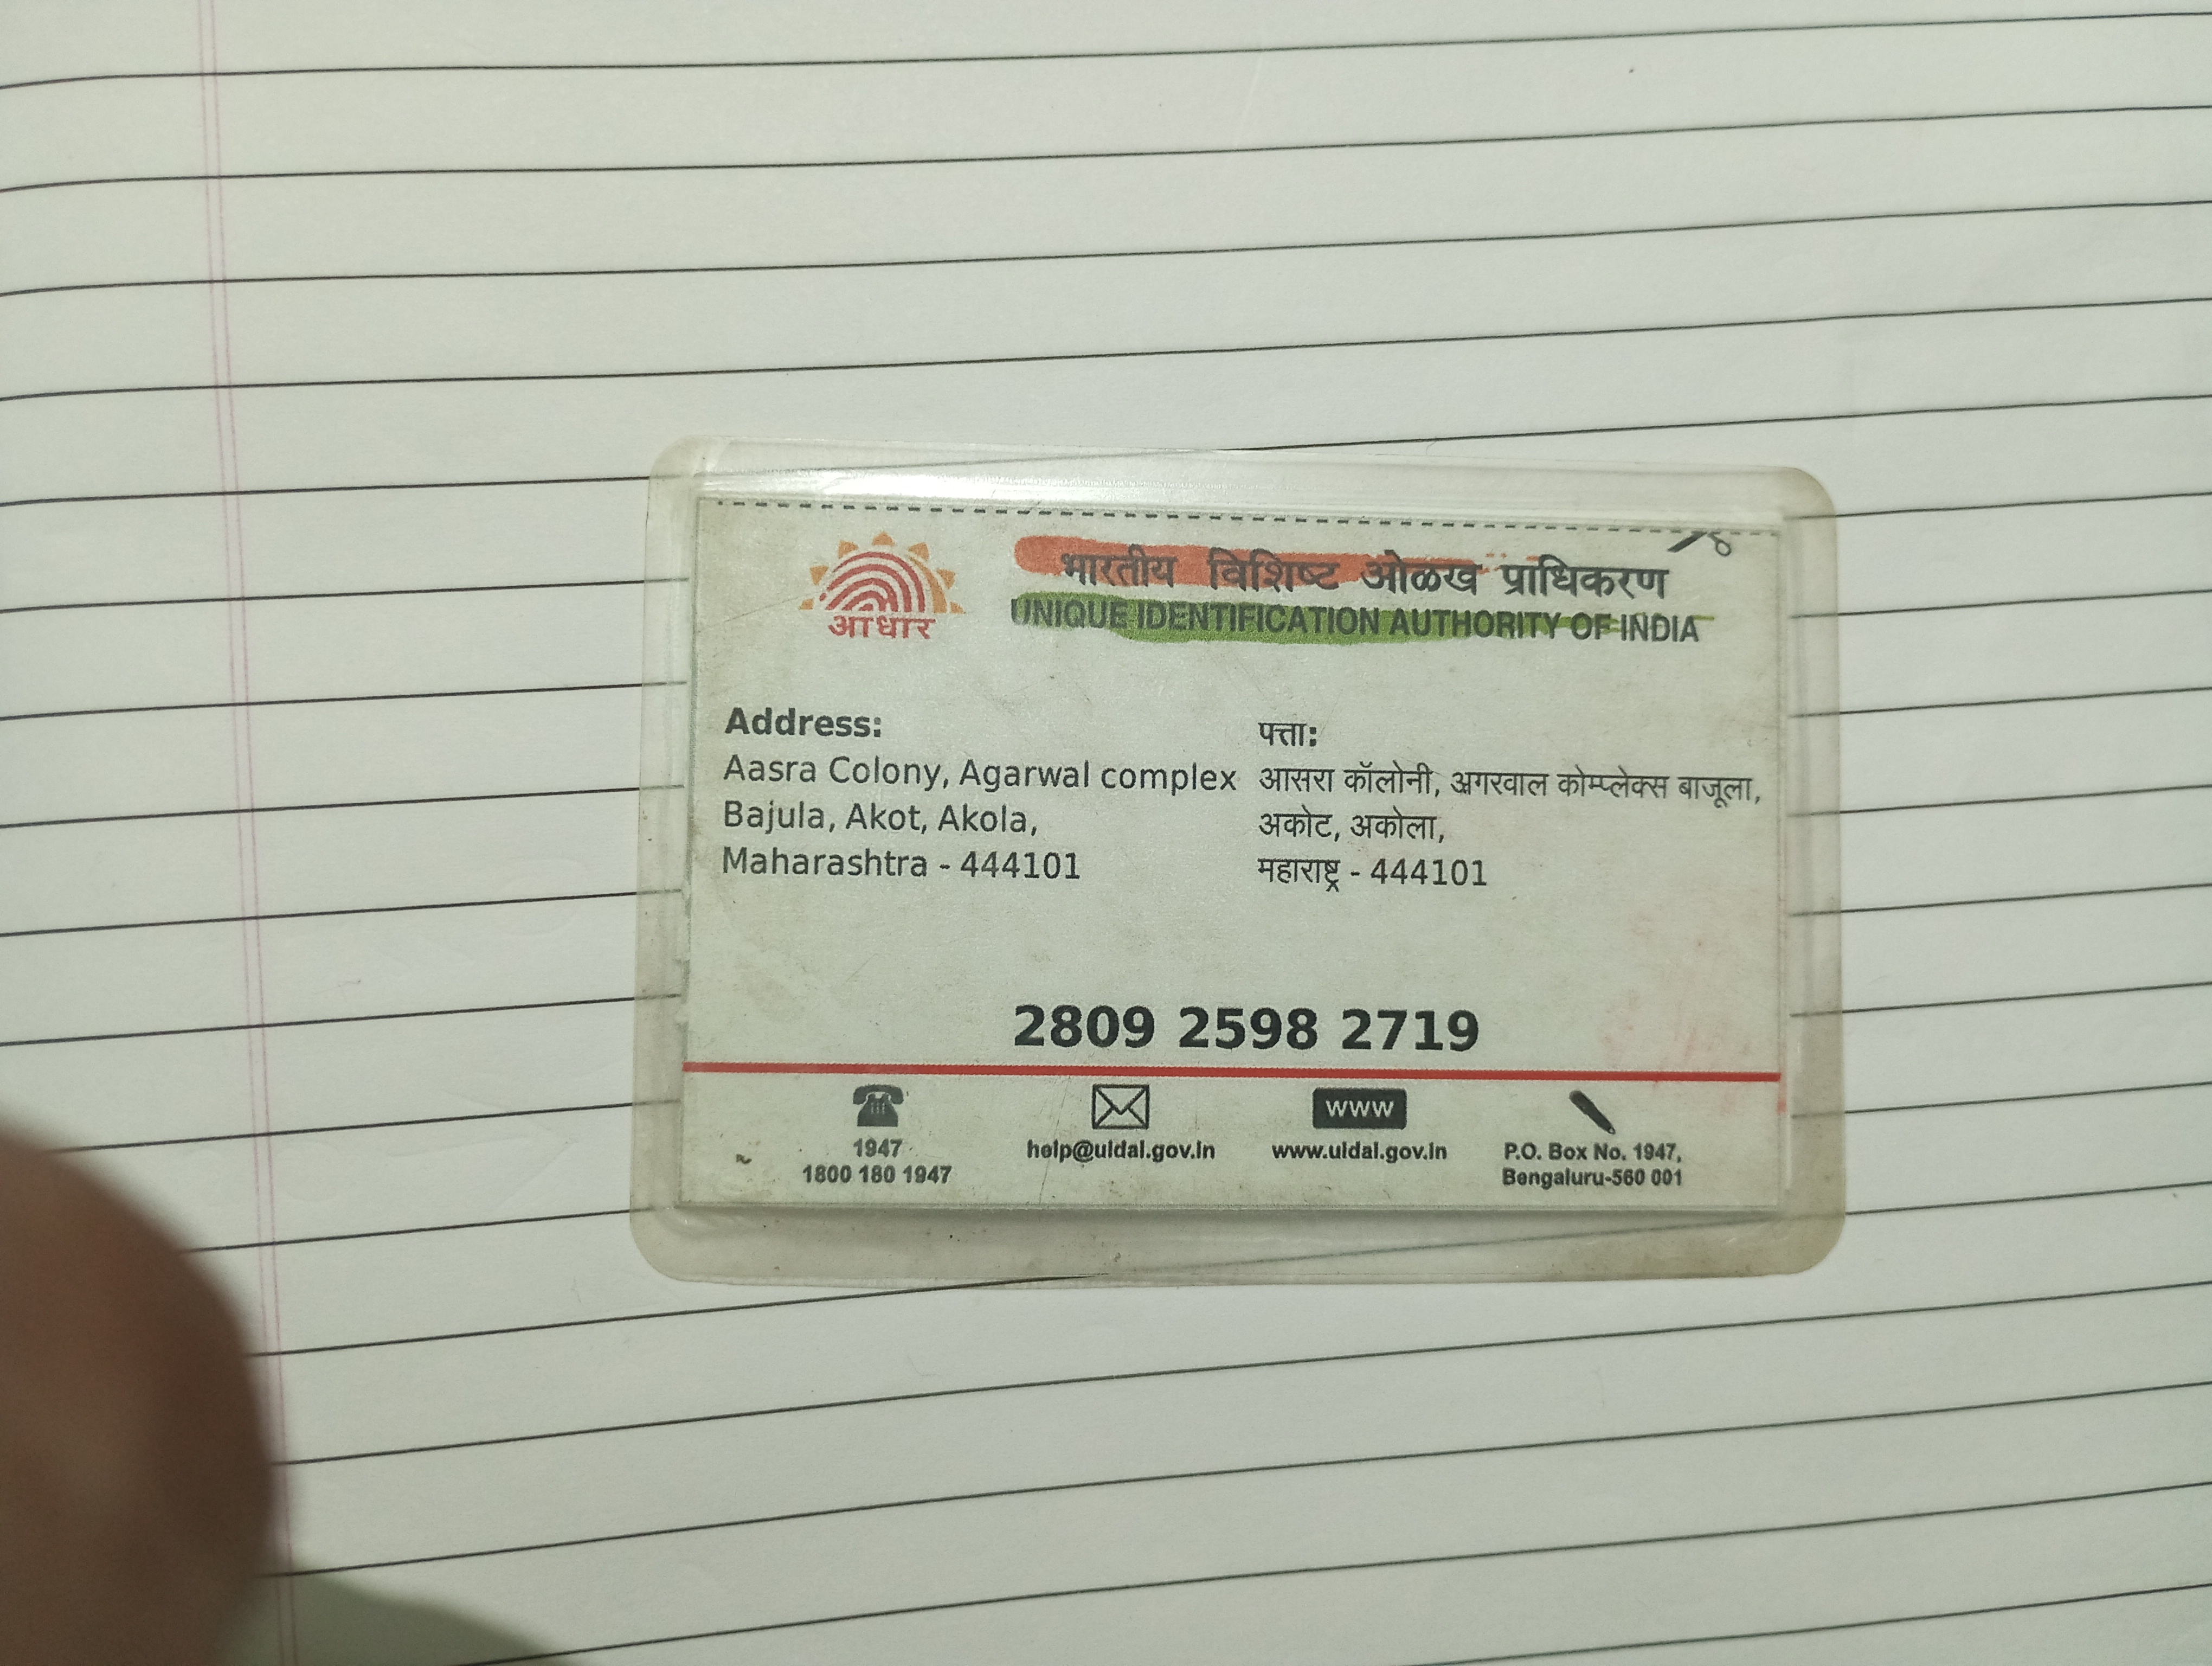 आधार
भारतीय विशिष्ट ओळख प्राधिकरण
UNIQUE IDENTIFICATION AUTHORITY OF INDIA
Address:
Aasra Colony, Agarwal complex
Bajula, Akot, Akola,
Maharashtra - 444101
पत्ता:
आसरा कॉलोनी, अगरवाल कोम्प्लेक्स बाजूला,
अकोट, अकोला,
महाराष्ट्र - 444101
2809 2598 2719
1947
1800 180 1947
help@uidai.gov.in
WWW
www.uidai.gov.in
P.O. Box No. 1947,
Bengaluru-560 001